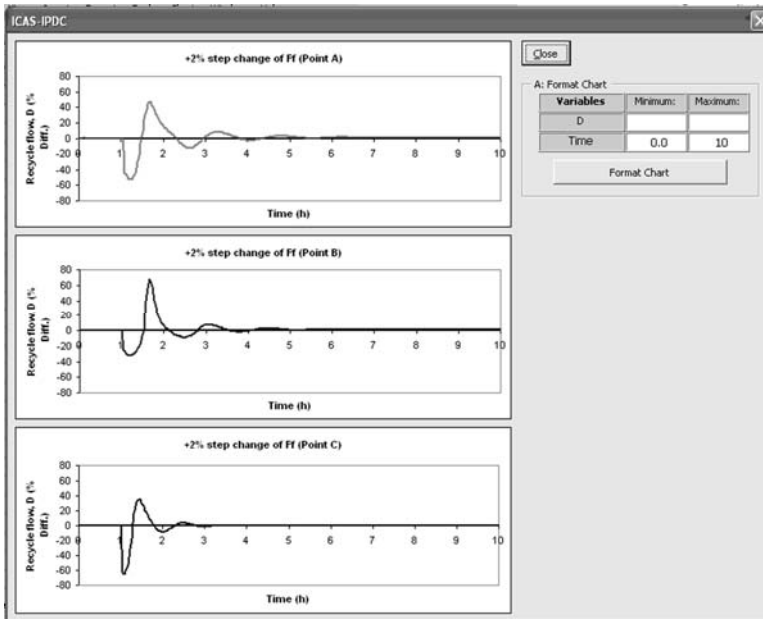 ICAS-IPDC
+2% step change of Ff (Point A)
Recycle flow, D (% Diff.)
80
60
40
20
0
-20
-40
-60
-80
0 1 2 3 4 5 6 7 8 9 10
Time (h)
+2% step change of Ff (Point B)
Recycle flow, D (% Diff.)
80
60
40
20
0
-20
-40
-60
-80
0 1 2 3 4 5 6 7 8 9 10
Time (h)
+2% step change of Ff (Point C)
Recycle flow, D (% Diff.)
80
60
40
20
0
-20
-40
-60
-80
0 1 2 3 4 5 6 7 8 9 10
Time (h)
Close
A: Format Chart
Variables Minimum: Maximum:
D
Time 0.0 10
Format Chart